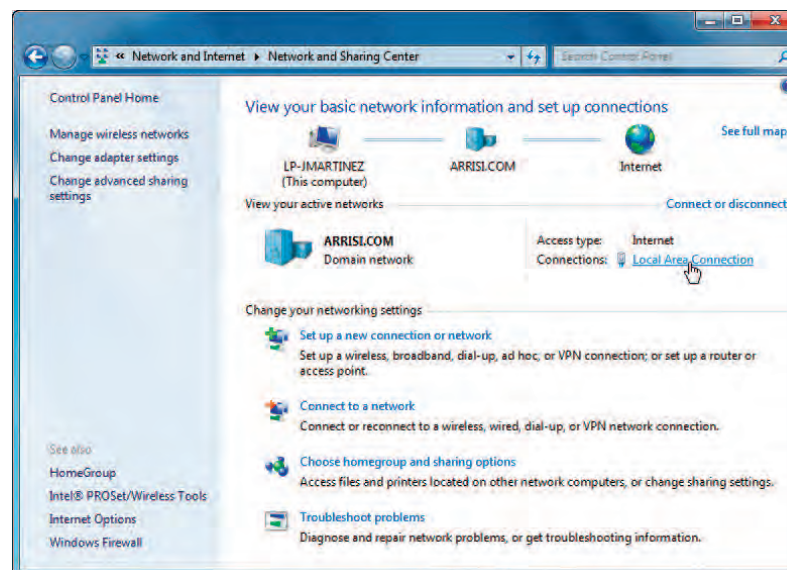 « Network and Internet ▸ Network and Sharing Center
Search Control Panel
Control Panel Home
Manage wireless networks
Change adapter settings
Change advanced sharing
settings
See also
HomeGroup
Intel® PROSet/Wireless Tools
Internet Options
Windows Firewall
View your basic network information and set up connections
See full map
LP-JMARTINEZ
(This computer)
ARRISI.COM
Internet
View your active networks
Connect or disconnect
ARRISI.COM
Domain network
Access type: Internet
Connections: Local Area Connection
Change your networking settings
Set up a new connection or network
Set up a wireless, broadband, dial-up, ad hoc, or VPN connection; or set up a router or
access point.
Connect to a network
Connect or reconnect to a wireless, wired, dial-up, or VPN network connection.
Choose homegroup and sharing options
Access files and printers located on other network computers, or change sharing settings.
Troubleshoot problems
Diagnose and repair network problems, or get troubleshooting information.